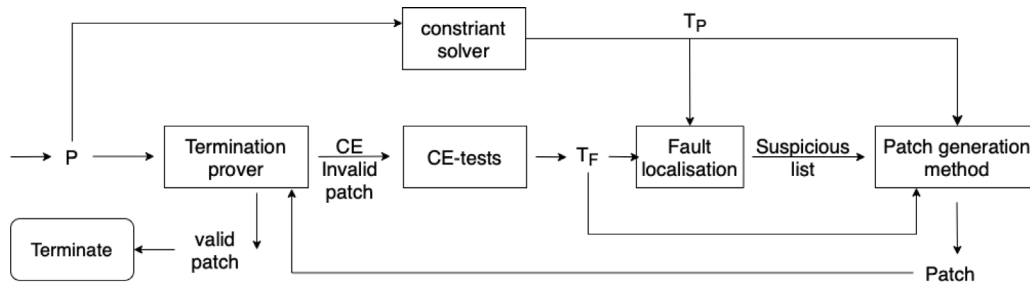 constriant
solver
T_P
P
Termination
prover
CE
Invalid
patch
CE-tests
T_F
Fault
localisation
Suspicious
list
Patch generation
method
Terminate
valid
patch
Patch